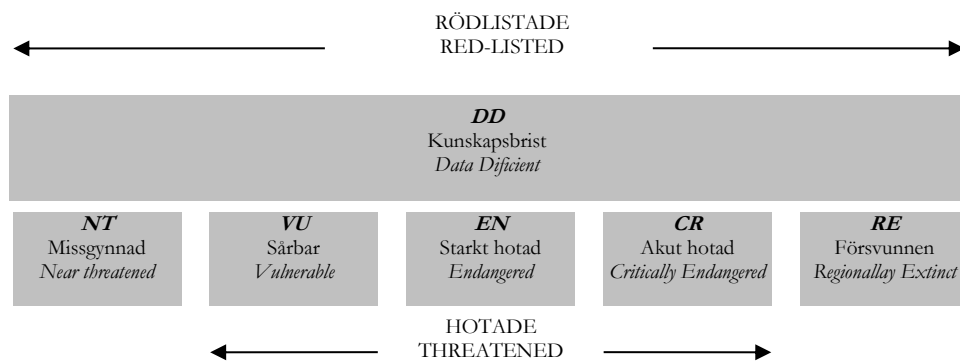 RÖDLISTADE
RED-LISTED
DD
Kunskapsbrist
Data Dificient
NT
Missgynnad
Near threatened
VU
Sårbar
Vulnerable
EN
Starkt hotad
Endangered
CR
Akut hotad
Critically Endangered
RE
Försvunnen
Regionallay Extinct
HOTADE
THREATENED